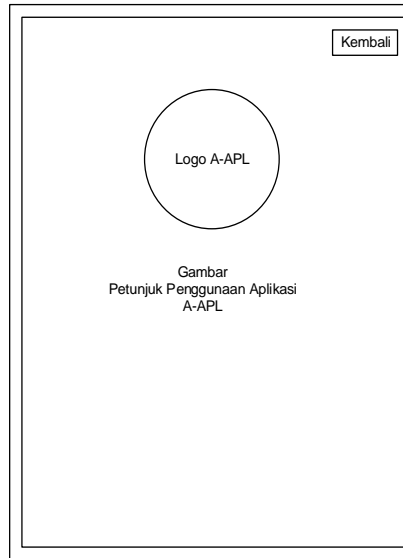 Kembali
Logo A-APL
Gambar
Petunjuk Penggunaan Aplikasi
A-APL